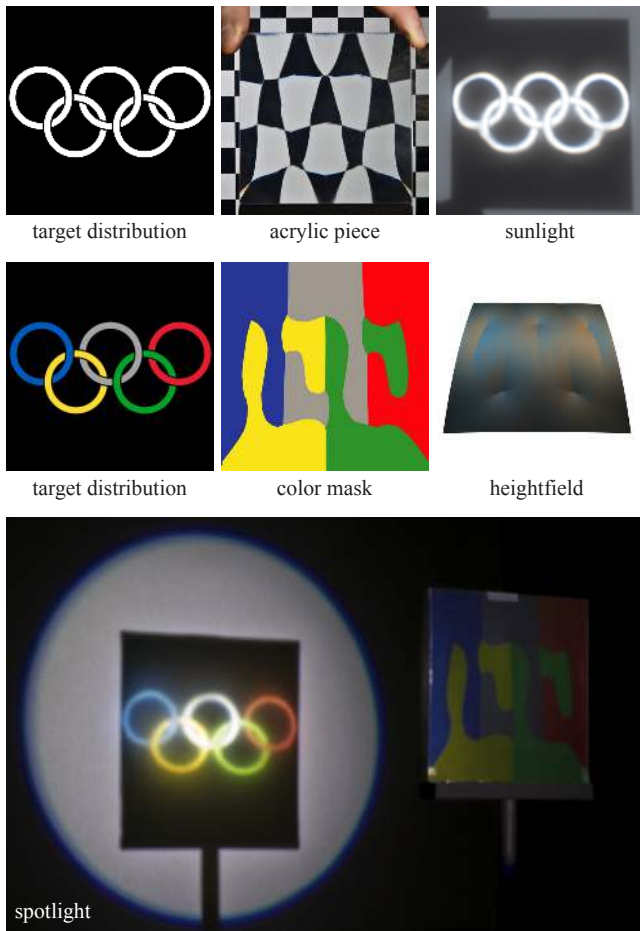 target distribution
acrylic piece
sunlight
target distribution
color mask
heightfield
spotlight